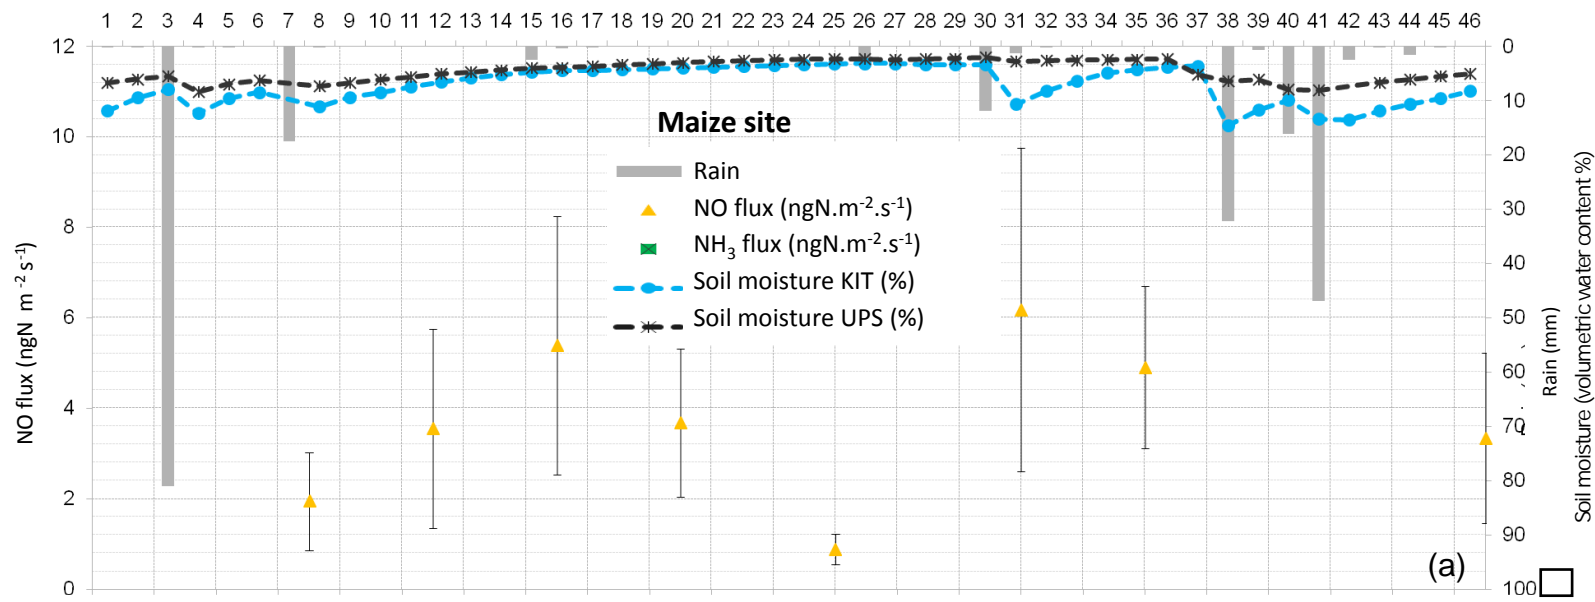 1 2 3 4 5 6 7 8 9 10 11 12 13 14 15 16 17 18 19 20 21 22 23 24 25 26 27 28 29 30 31 32 33 34 35 36 37 38 39 40 41 42 43 44 45 46
12 10 8 6 4 2 0
NO flux (ngN m -2 s-1)
Maize site
Rain
NO flux (ngN.m-2.s-1)
NH3 flux (ngN.m-2.s-1)
Soil moisture KIT (%)
Soil moisture UPS (%)
(a)
0 10 20 30 40 50 60 70 80 90 100
Rain (mm)
Soil moisture (volumetric water content %)